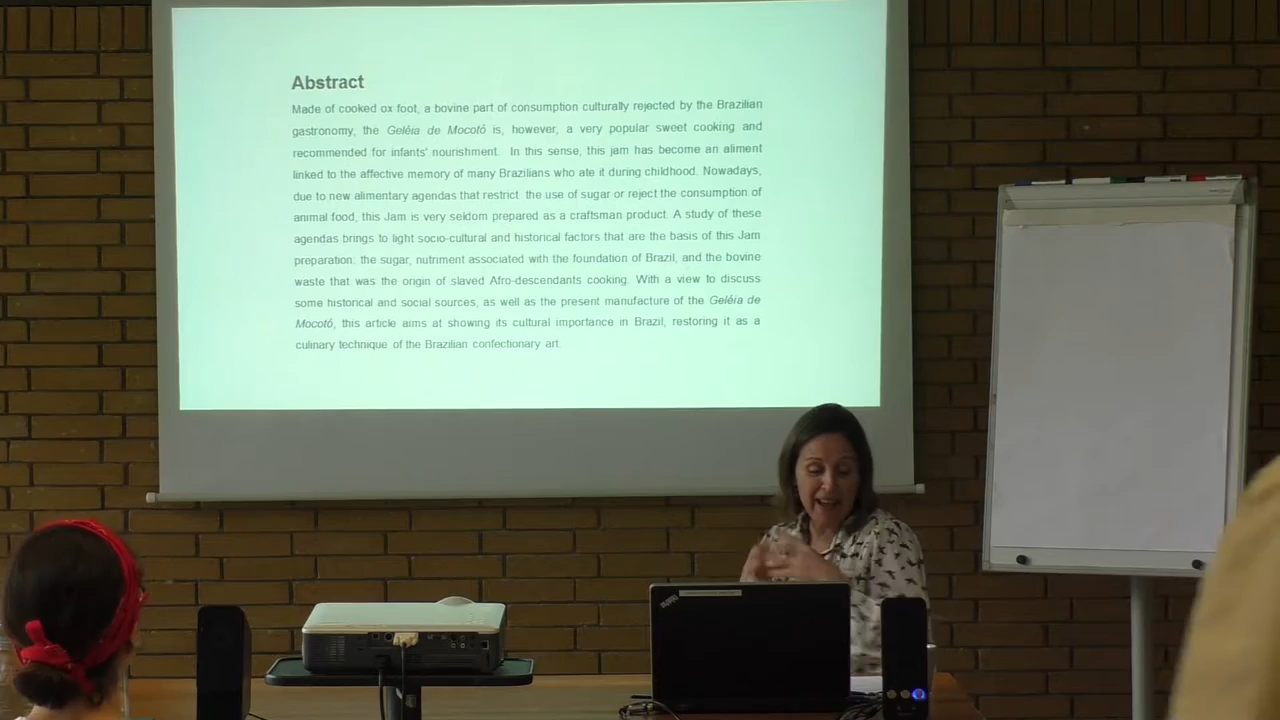 Abstract
Made of cooked ox foot, a bovine part of consumption culturally rejected by the Brazilian
gastronomy, the Geléia de Mocotó is, however, a very popular sweet cooking and
recommended for infants' nourishment. In this sense, this jam has become an aliment
linked to the affective memory of many Brazilians who ate it during childhood. Nowadays,
due to new alimentary agendas that restrict the use of sugar or reject the consumption of
animal food, this Jam is very seldom prepared as a craftsman product. A study of these
agendas brings to light socio-cultural and historical factors that are the basis of this Jam
preparation: the sugar, nutriment associated with the foundation of Brazil, and the bovine
waste that was the origin of slaved Afro-descendants cooking. With a view to discuss
some historical and social sources, as well as the present manufacture of the Geléia de
Mocotó, this article aims at showing its cultural importance in Brazil, restoring it as a
culinary technique of the Brazilian confectionary art.
ThinkPad